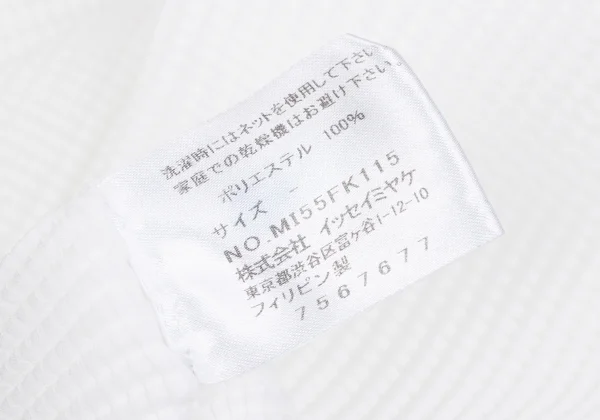 洗濯時にはネットを使用して下さい
家庭での乾燥機はお避け下さい。
ポリエステル 100%
サイズ -
NO.MI55FK115
株式会社 イッセイミヤケ
東京都渋谷区富ヶ谷1-12-10
フィリピン製
7567677